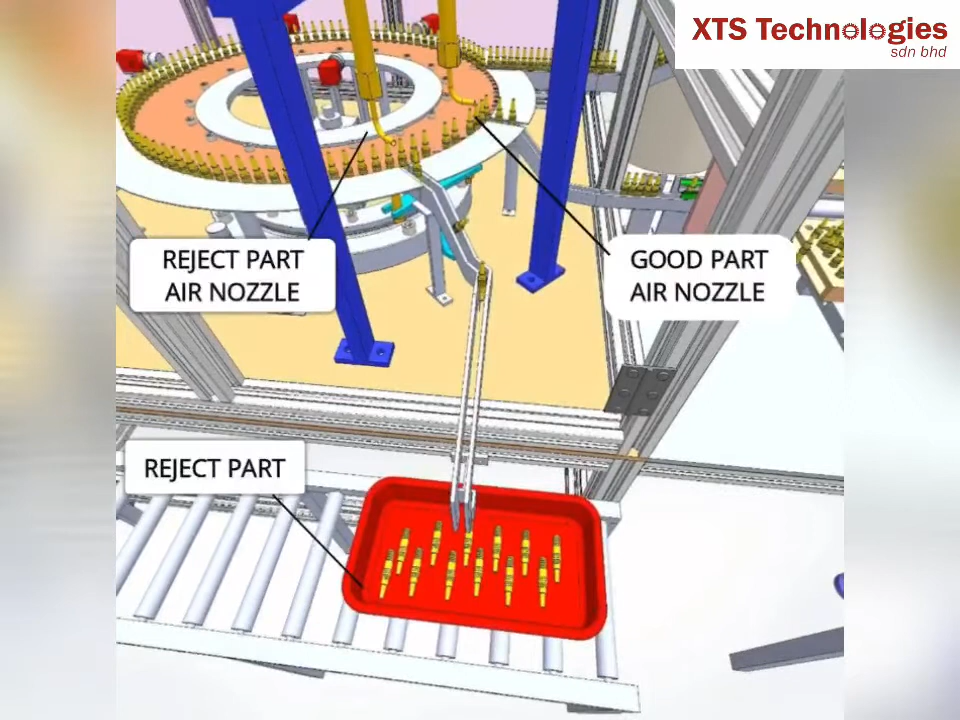 XTS Technologies
sdn bhd
REJECT PART
AIR NOZZLE
GOOD PART
AIR NOZZLE
REJECT PART